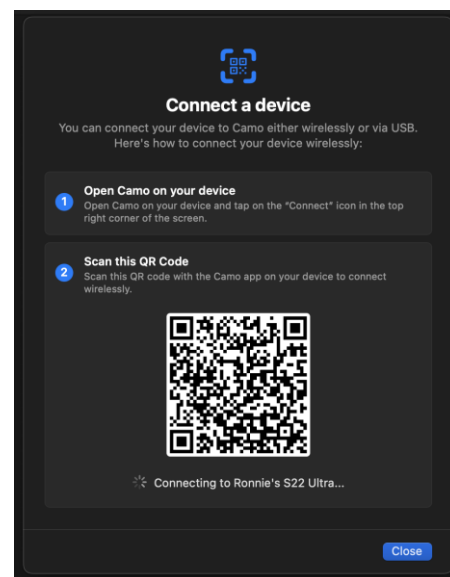 Connect a device
You can connect your device to Camo either wirelessly or via USB.
Here's how to connect your device wirelessly:
1
Open Camo on your device
Open Camo on your device and tap on the "Connect" icon in the top
right corner of the screen.
2
Scan this QR Code
Scan this QR code with the Camo app on your device to connect
wirelessly.
Connecting to Ronnie's S22 Ultra...
Close